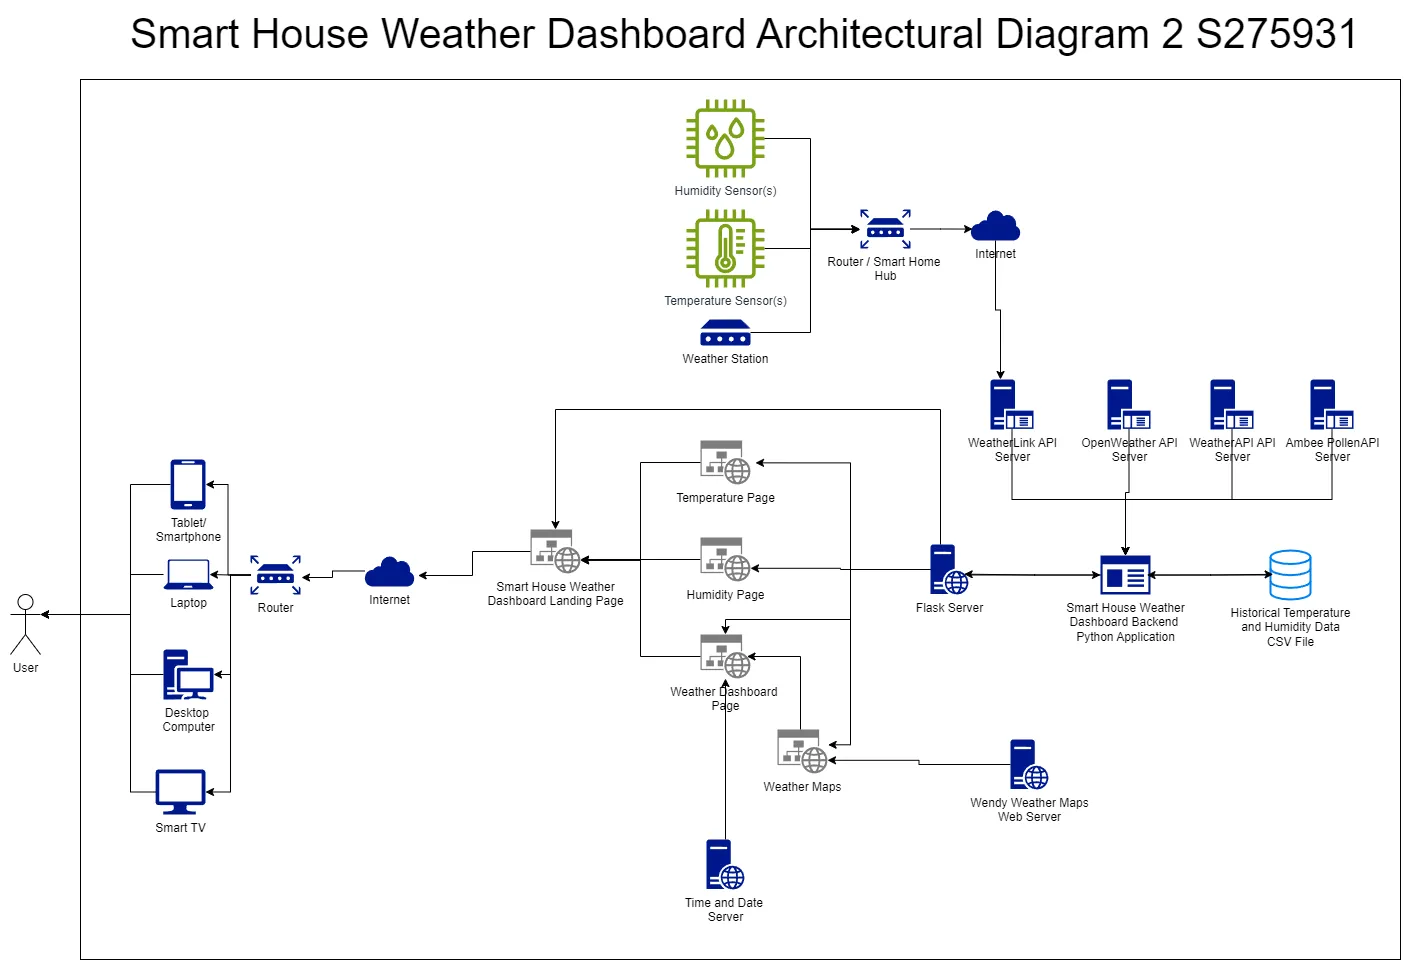 Smart House Weather Dashboard Architectural Diagram 2 S275931
Humidity Sensor(s)
Temperature Sensor(s)
Weather Station
Router / Smart Home
Hub
Internet
WeatherLink API
Server
OpenWeather API
Server
WeatherAPI API
Server
Ambee PollenAPI
Server
Temperature Page
Humidity Page
Weather Dashboard
Page
Weather Maps
Time and Date
Server
Wendy Weather Maps
Web Server
Flask Server
Smart House Weather
Dashboard Backend
Python Application
Historical Temperature
and Humidity Data
CSV File
Smart House Weather
Dashboard Landing Page
Internet
Router
Tablet/
Smartphone
Laptop
Desktop
Computer
Smart TV
User